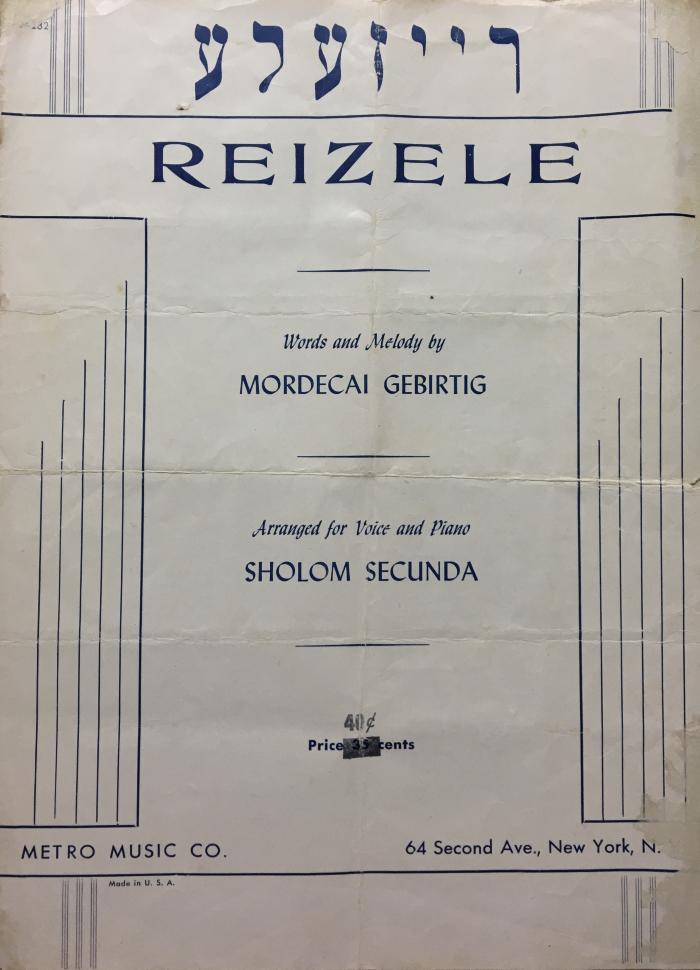 רייזעלע
REIZELE
Words and Melody by
MORDECAI GEBIRTIG
Arranged for Voice and Piano
SHOLOM SECUNDA
40¢
Price 35 cents
METRO MUSIC CO.
64 Second Ave., New York, N.
Made in U. S. A.